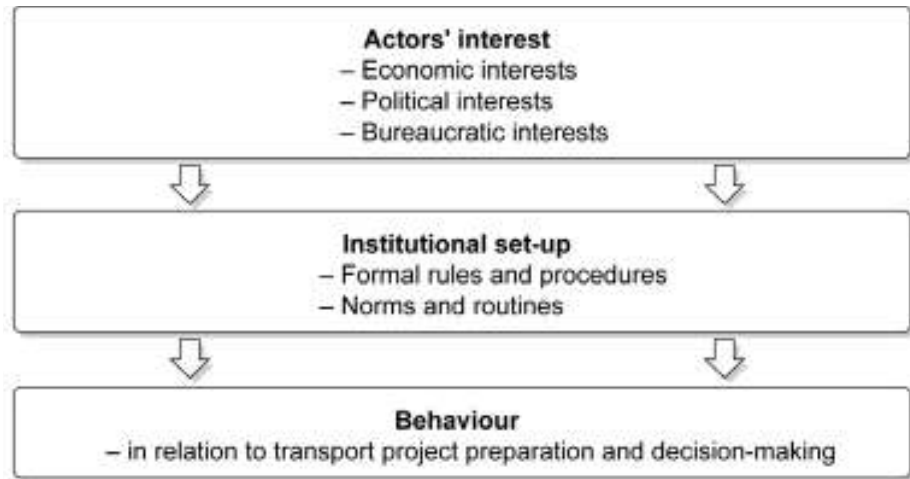 Actors' interest
– Economic interests
– Political interests
– Bureaucratic interests
Institutional set-up
– Formal rules and procedures
– Norms and routines
Behaviour
– in relation to transport project preparation and decision-making